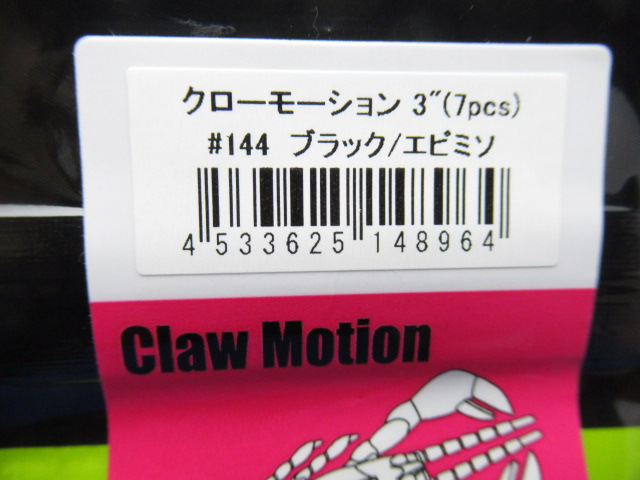 クローモーション 3"(7pcs)
#144 ブラック/エビミソ
4 533625 148964
Claw Motion